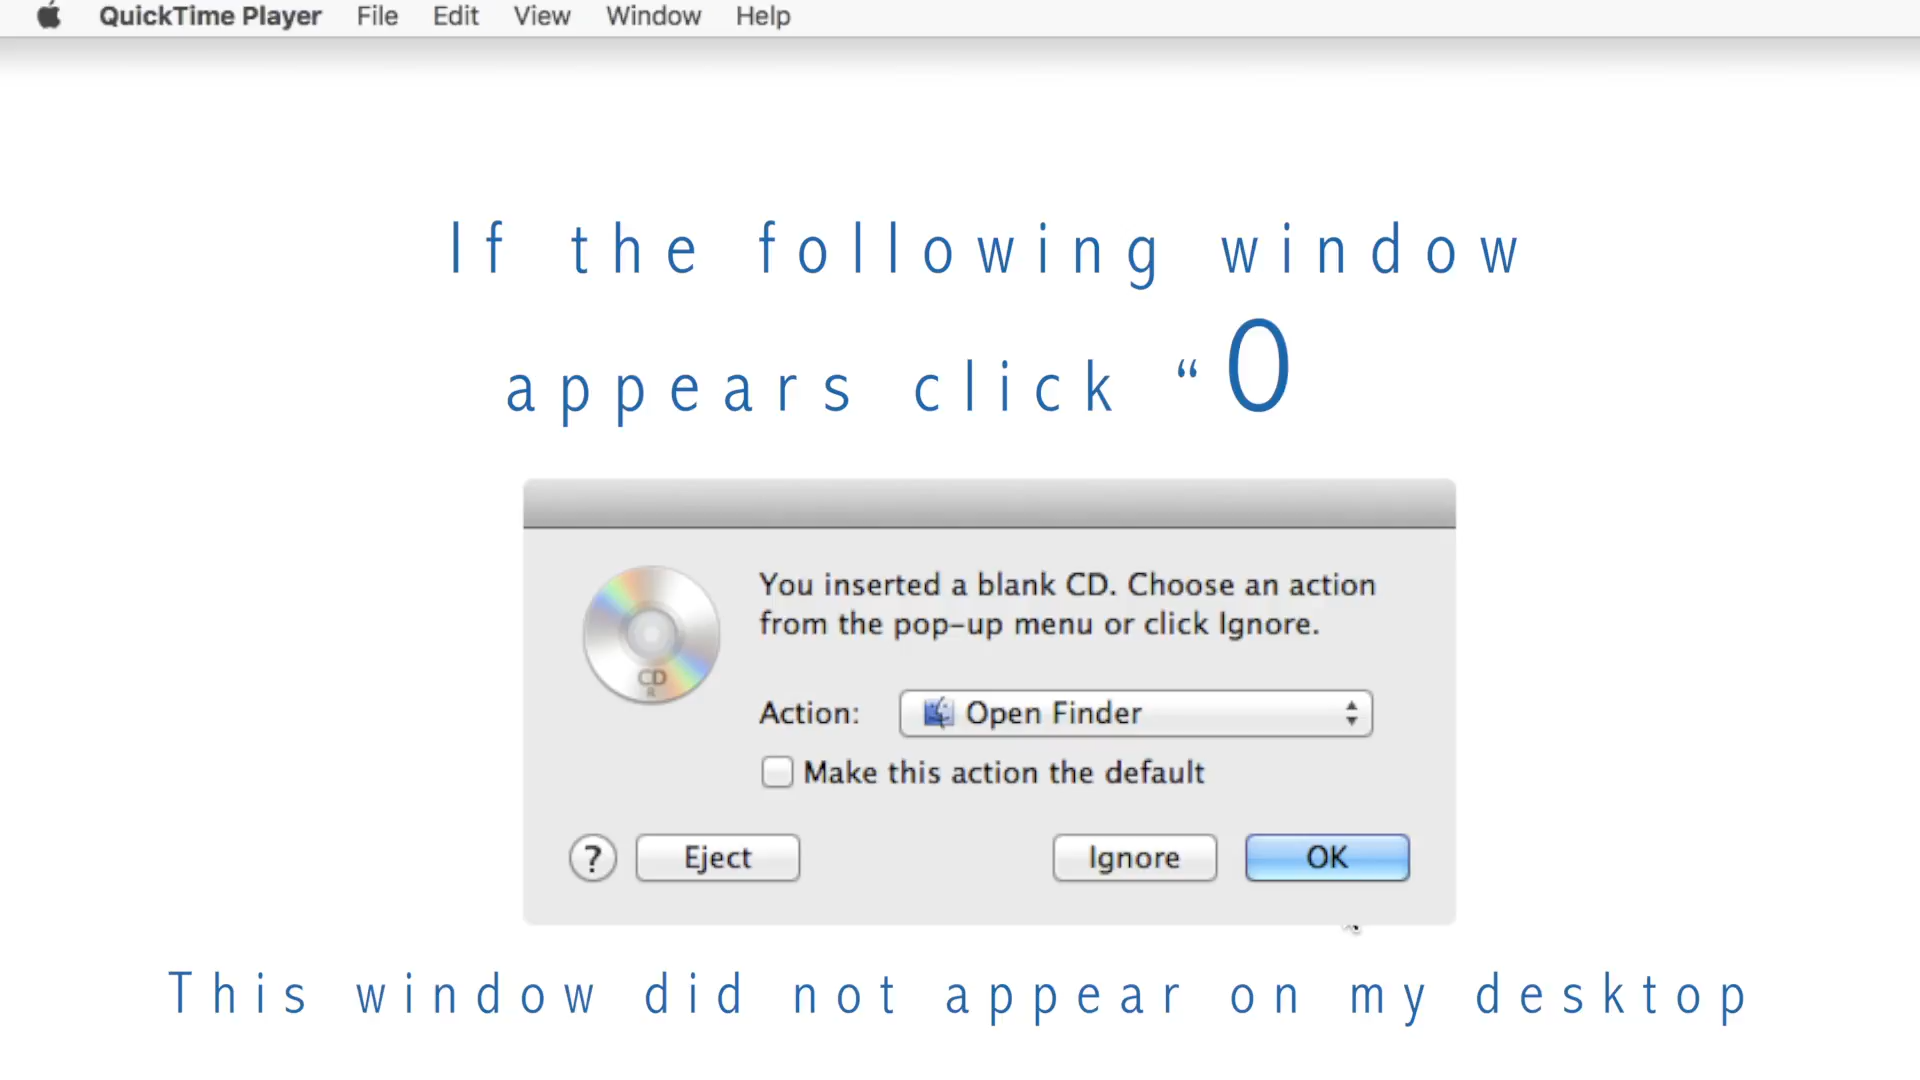 QuickTime Player File Edit View Window Help
If the following window
appears click “O
You inserted a blank CD. Choose an action
from the pop-up menu or click Ignore.
CD
R
Action: Open Finder
Make this action the default
? Eject Ignore OK
This window did not appear on my desktop